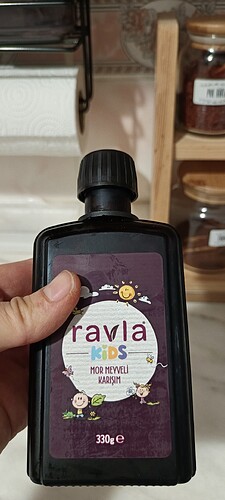 ravla
KiDS
MOR MEYVELİ
KARIŞIM
330g ℮